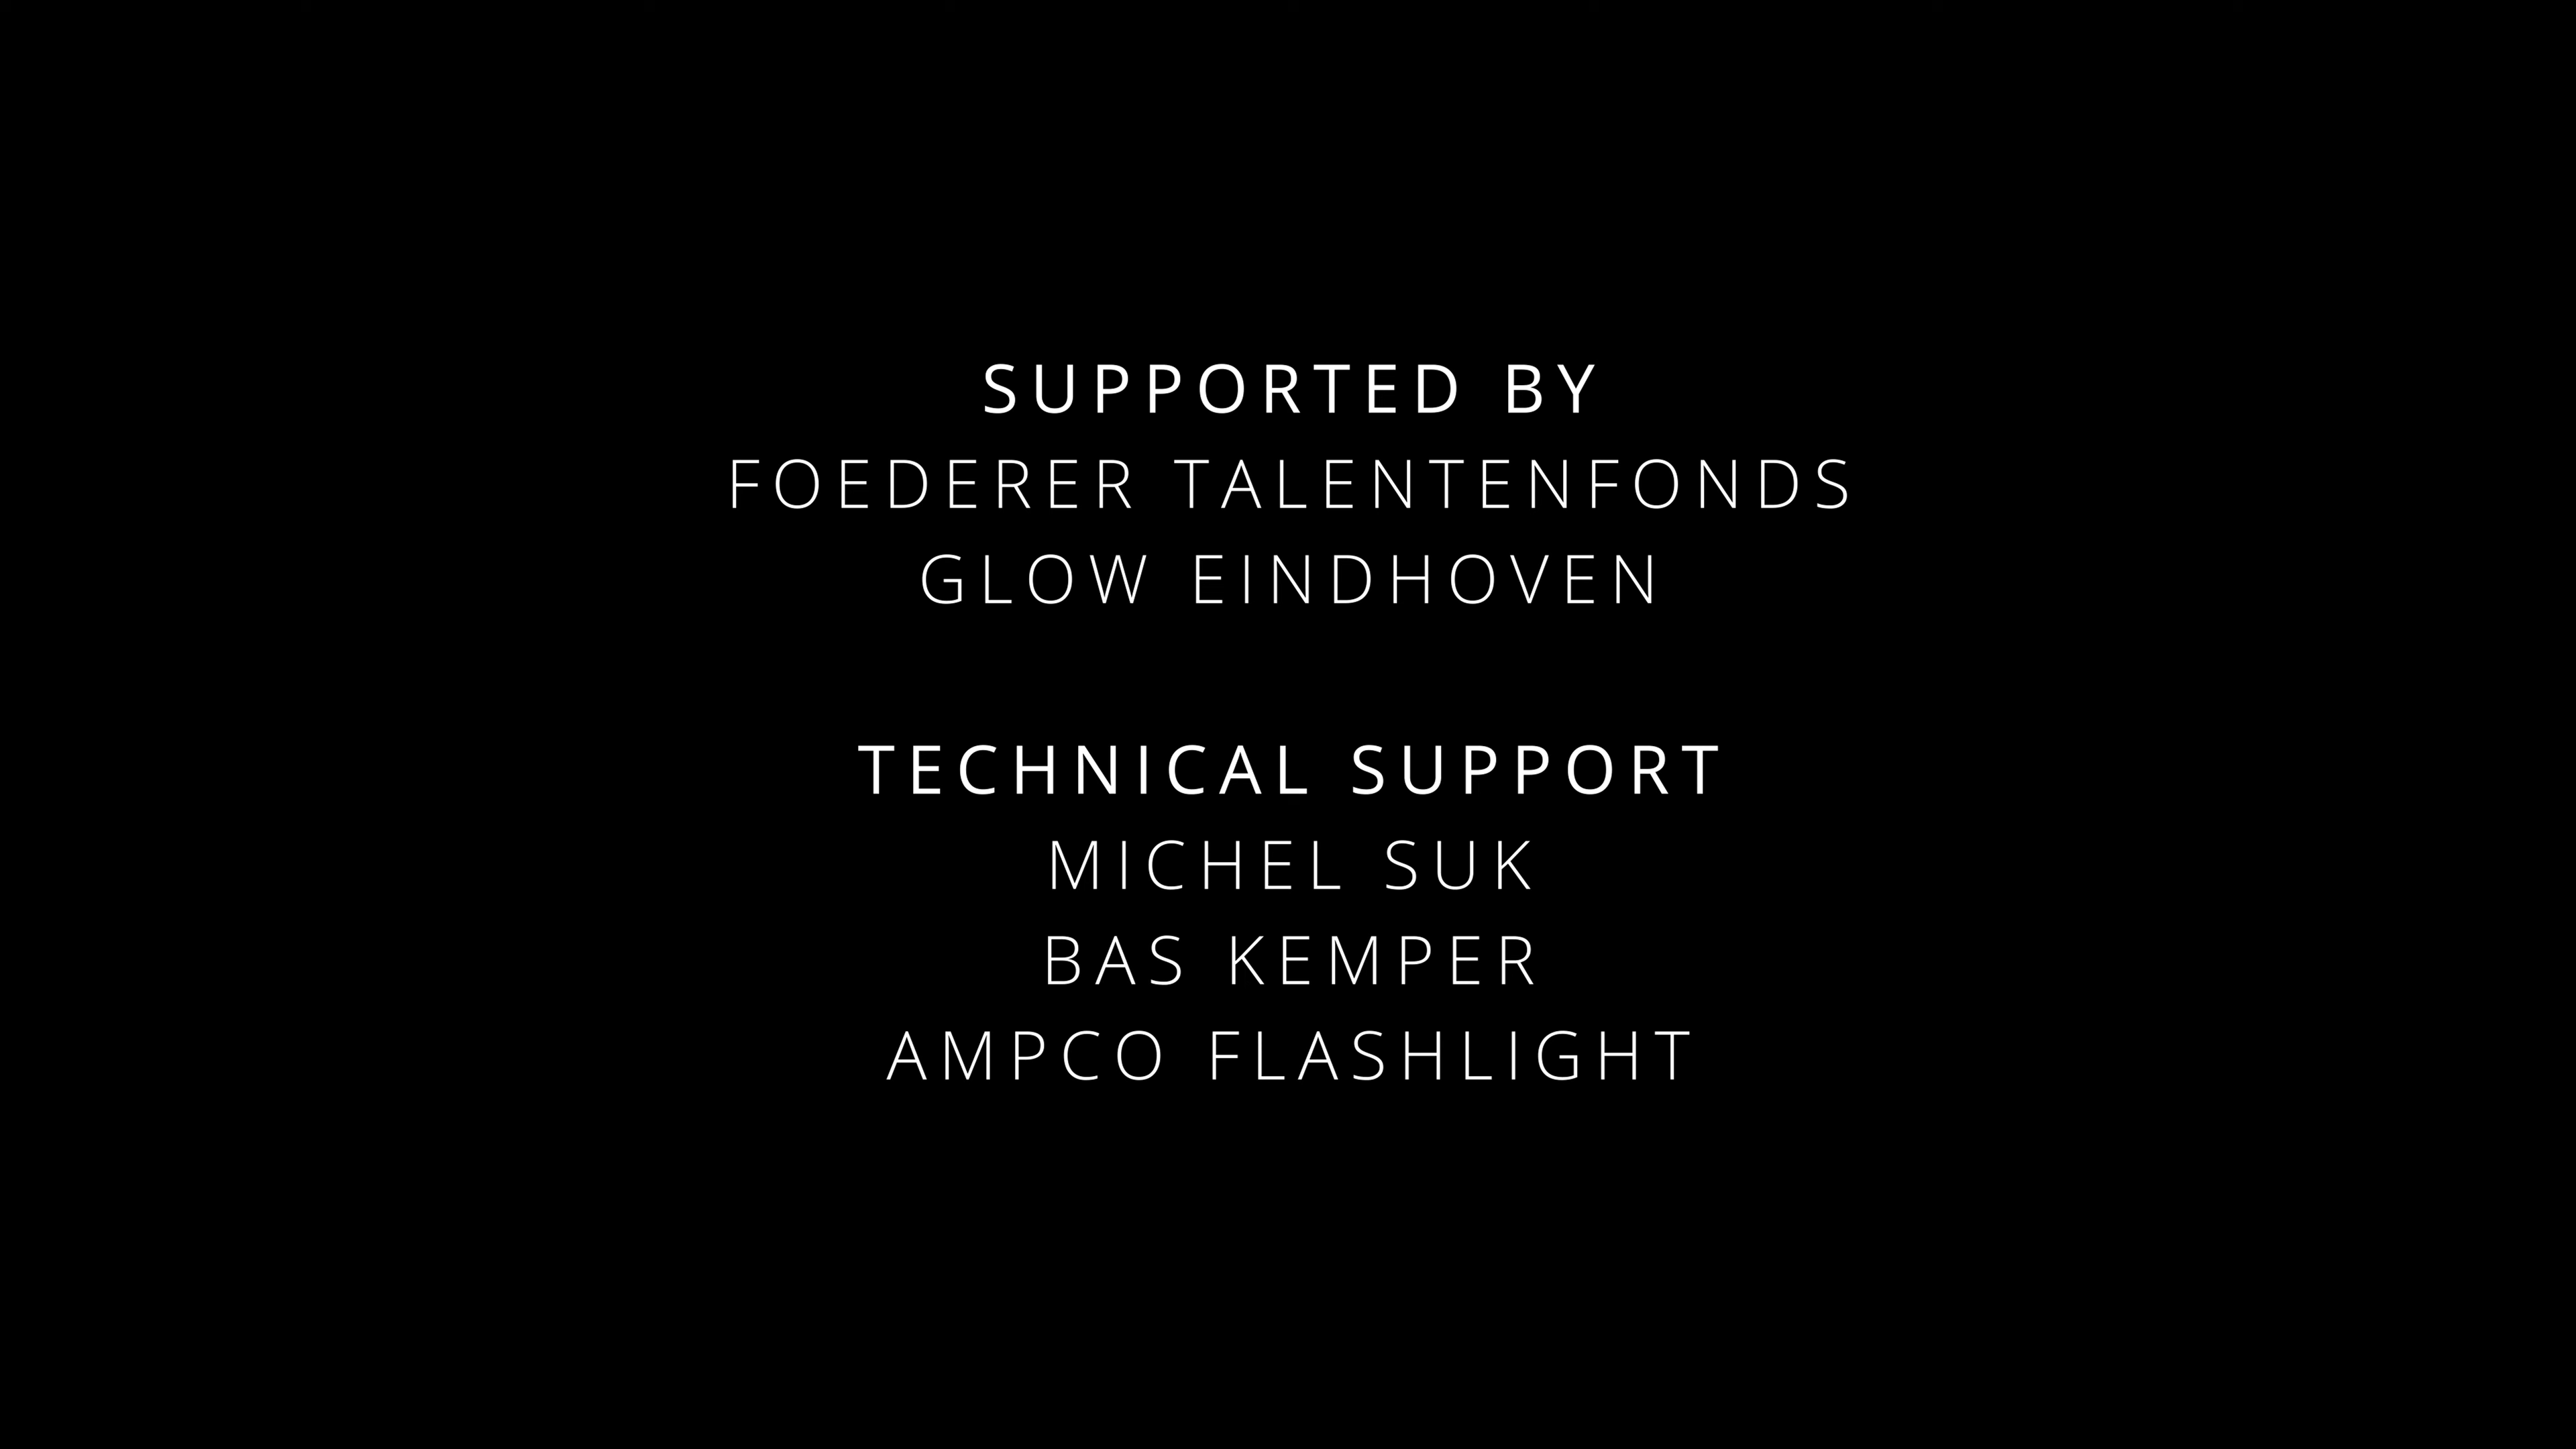 SUPPORTED BY
FOEDERER TALENTENFONDS
GLOW EINDHOVEN
TECHNICAL SUPPORT
MICHEL SUK
BAS KEMPER
AMPCO FLASHLIGHT